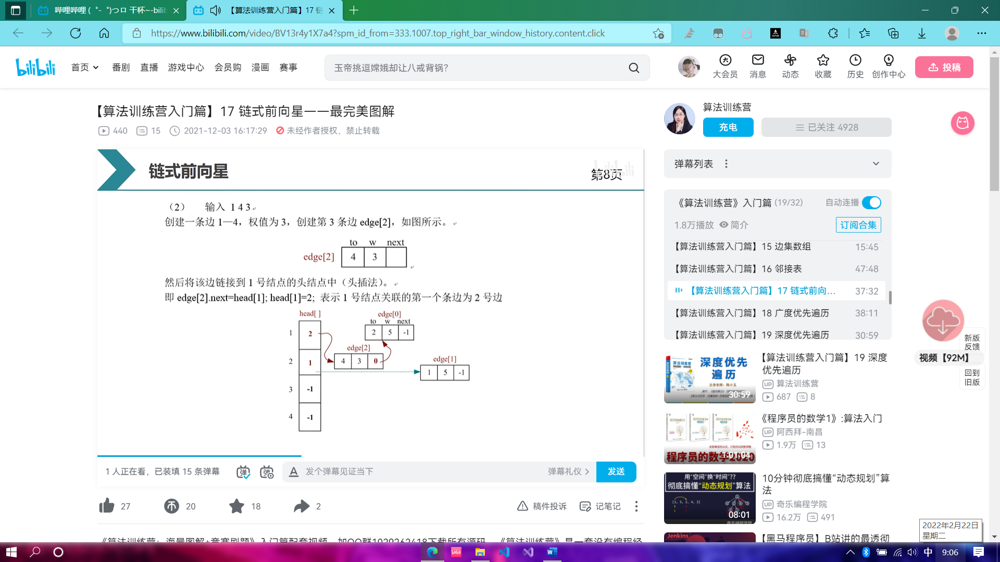 哔哩哔哩 (゜-゜)つロ 干杯~-bilib
【算法训练营入门篇】17 链
https://www.bilibili.com/video/BV13r4y1X7a4?spm_id_from=333.1007.top_right_bar_window_history.content.click
bilibili
首页
番剧
直播
游戏中心
会员购
漫画
赛事
玉帝挑逗嫦娥却让八戒背锅？
大会员
消息
动态
收藏
历史
创作中心
投稿
【算法训练营入门篇】17 链式前向星——最完美图解
440
15
2021-12-03 16:17:29
未经作者授权，禁止转载
链式前向星
第8页
bilibili
（2） 输入 1 4 3
创建一条边 1—4，权值为 3，创建第 3 条边 edge[2]，如图所示。
to w next
edge[2] 4 3
然后将该边链接到 1 号结点的头结点中（头插法）。
即 edge[2].next=head[1]; head[1]=2; 表示 1 号结点关联的第一个条边为 2 号边
head[ ]
edge[0]
to w next
1 2
2 5 -1
edge[2]
4 3 0
2 1
edge[1]
1 5 -1
3 -1
4 -1
1 人正在看，已装填 15 条弹幕
弹
弹
发个弹幕见证当下
弹幕礼仪
发送
27
20
18
2
稿件投诉
记笔记
《算法训练营：海量图解+竞赛刷题》入门篇配套视频，加QQ群1029262418下载所有源码。 《算法训练营》是一套没有编程经
算法训练营
充电
已关注 4928
弹幕列表
《算法训练营》入门篇 (19/32)
自动连播
1.8万播放
简介
订阅合集
【算法训练营入门篇】15 边集数组 15:45
【算法训练营入门篇】16 邻接表 47:48
【算法训练营入门篇】17 链式前向... 37:32
【算法训练营入门篇】18 广度优先遍历 38:11
【算法训练营入门篇】19 深度优先遍历 30:59
深度优先
遍历
主讲老师：陈小玉
30:59
【算法训练营入门篇】19 深度
优先遍历
UP 算法训练营
687 8
程序员的数学2020
1:01:04
《程序员的数学1》:算法入门
UP 阿西拜-南昌
1.9万 13
用“空间”换“时间”??
彻底搞懂“动态规划”算法
[1, 5, 2, 4, 3]
08:01
奇乐编程学院
10分钟彻底搞懂“动态规划”算
法
UP 奇乐编程学院
16.2万 491
Jenkins
【黑马程序员】B站讲的最透彻
新版
反馈
视频【92M】
回到
旧版
2022年2月22日
星期二
中
9:06